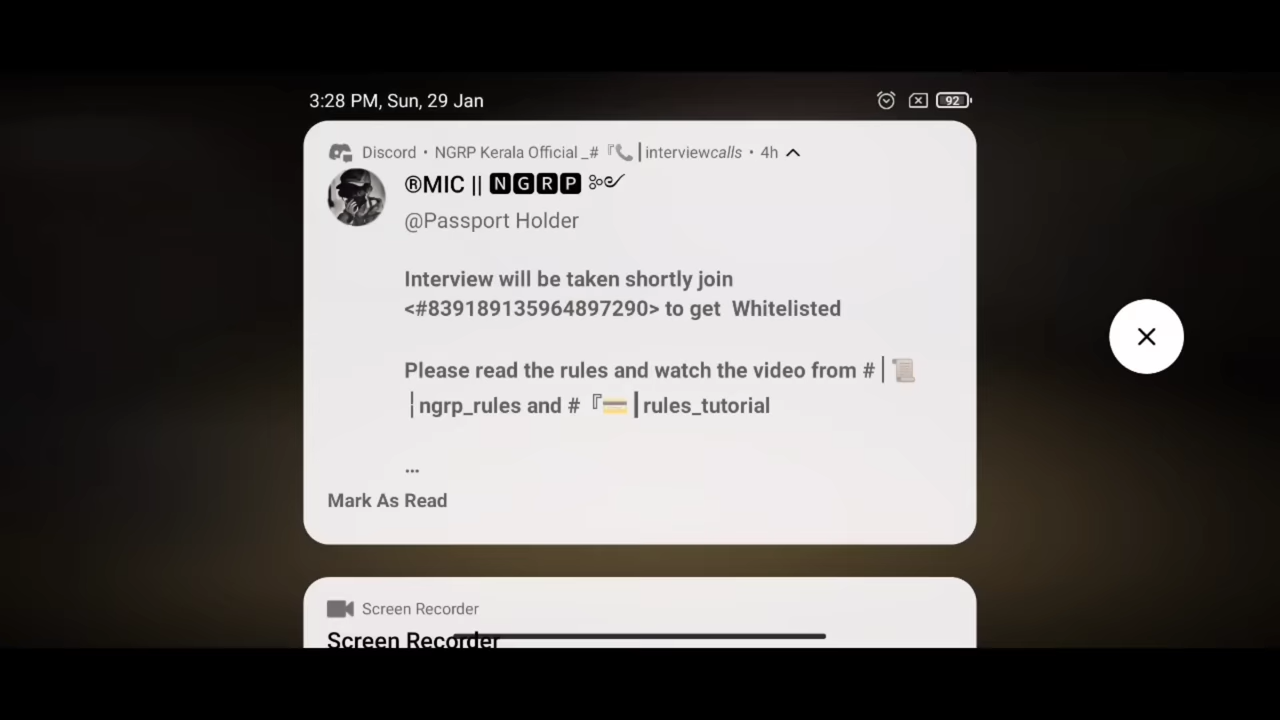 3:28 PM, Sun, 29 Jan
92
Discord • NGRP Kerala Official _# 『📞┃interviewcalls • 4h
®MIC || 🅽🅶🆁🅿 ೄೃ
@Passport Holder
Interview will be taken shortly join
<#839189135964897290> to get  Whitelisted
Please read the rules and watch the video from #│📜
╎ngrp_rules and # 『💳┃rules_tutorial
...
Mark As Read
Screen Recorder
Screen Recorder